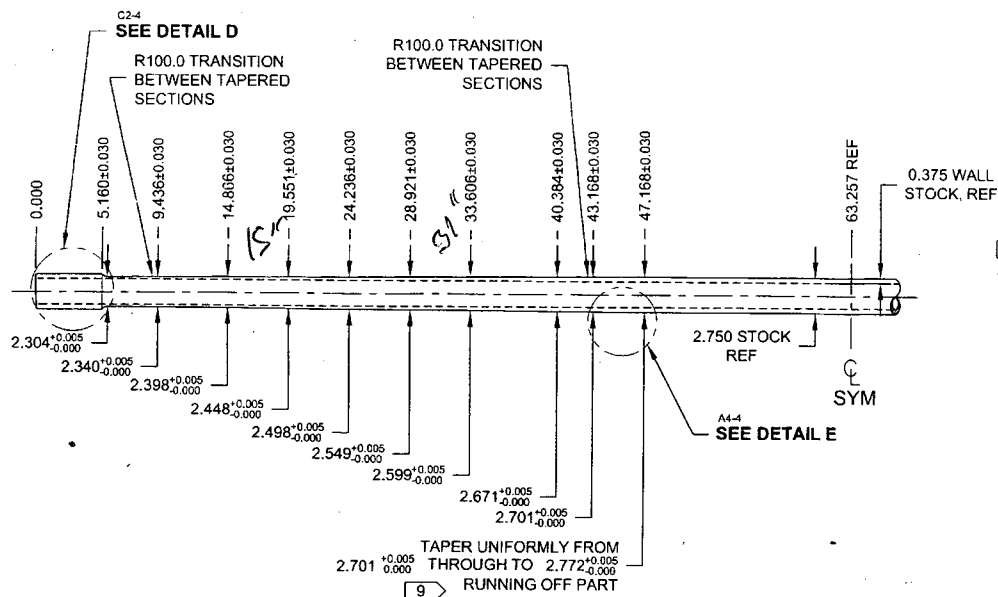 C2-4
SEE DETAIL D
R100.0 TRANSITION
BETWEEN TAPERED
SECTIONS
R100.0 TRANSITION
BETWEEN TAPERED
SECTIONS
0.000
5.160±0.030
9.436±0.030
14.866±0.030
15"
19.551±0.030
24.236±0.030
28.921±0.030
31"
33.606±0.030
40.384±0.030
43.168±0.030
47.168±0.030
63.257 REF
0.375 WALL
STOCK, REF
2.304 +0.005 -0.000
2.340 +0.005 -0.000
2.398 +0.005 -0.000
2.448 +0.005 -0.000
2.498 +0.005 -0.000
2.549 +0.005 -0.000
2.599 +0.005 -0.000
2.671 +0.005 -0.000
2.701 +0.005 -0.000
2.750 STOCK
REF
℄
SYM
A4-4
SEE DETAIL E
TAPER UNIFORMLY FROM
2.701 +0.005 0.000 THROUGH TO 2.772 +0.005 -0.000
RUNNING OFF PART
9